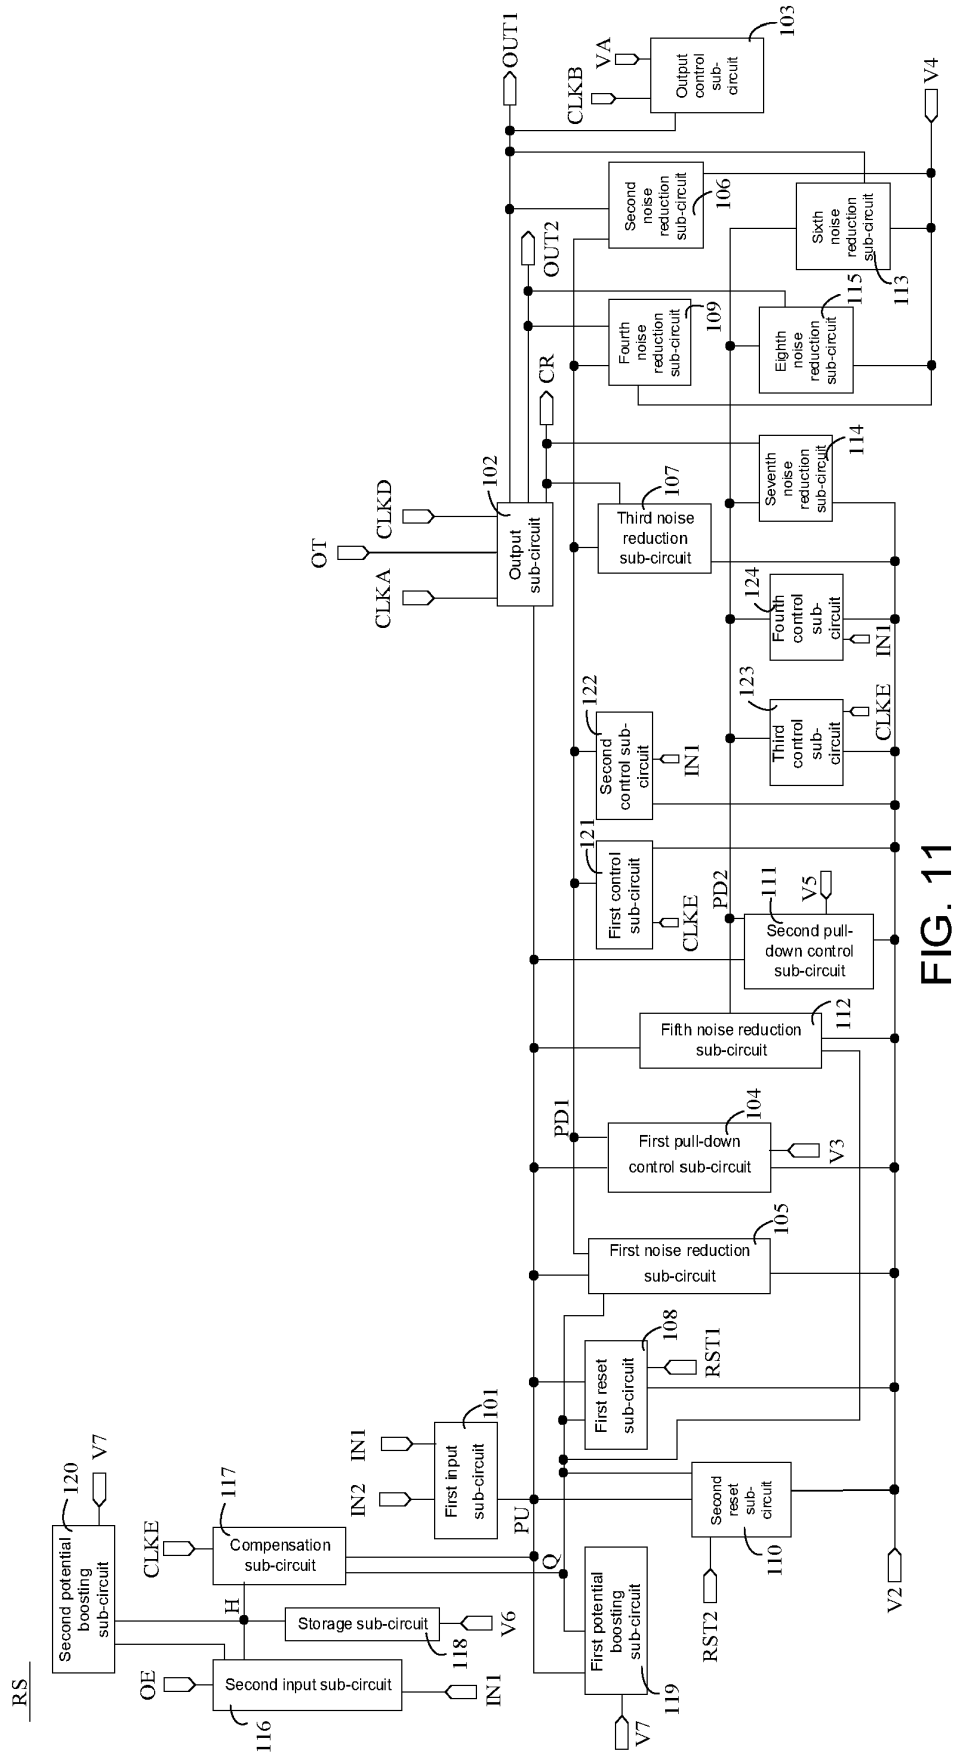 RS
OE
Second input sub-circuit
116
IN1
Second potential
boosting
sub-circuit
120
V7
CLKE
Compensation
sub-circuit
117
H
Storage sub-circuit
118
V6
IN2
IN1
First input
sub-circuit
101
PU
Q
First potential
boosting
sub-circuit
119
V7
RST2
Second
reset sub-
circuit
110
V2
First reset
sub-circuit
108
RST1
First noise reduction
sub-circuit
105
PD1
First pull-down
control sub-circuit
104
V3
Fifth noise reduction
sub-circuit
112
PD2
Second pull-
down control
sub-circuit
111
V5
First control
sub-circuit
121
CLKE
Second
control sub-
circuit
122
IN1
Third
control
sub-
circuit
123
CLKE
Fourth
control
sub-
circuit
124
IN1
CLKA
OT
CLKD
Output
sub-circuit
102
Third noise
reduction
sub-circuit
107
Seventh
noise
reduction
sub-circuit
114
CR
OUT2
OUT1
Fourth
noise
reduction
sub-circuit
109
Eighth
noise
reduction
sub-circuit
115
Second
noise
reduction
sub-circuit
106
Sixth
noise
reduction
sub-circuit
113
CLKB
VA
Output
control
sub-
circuit
103
V4
FIG. 11